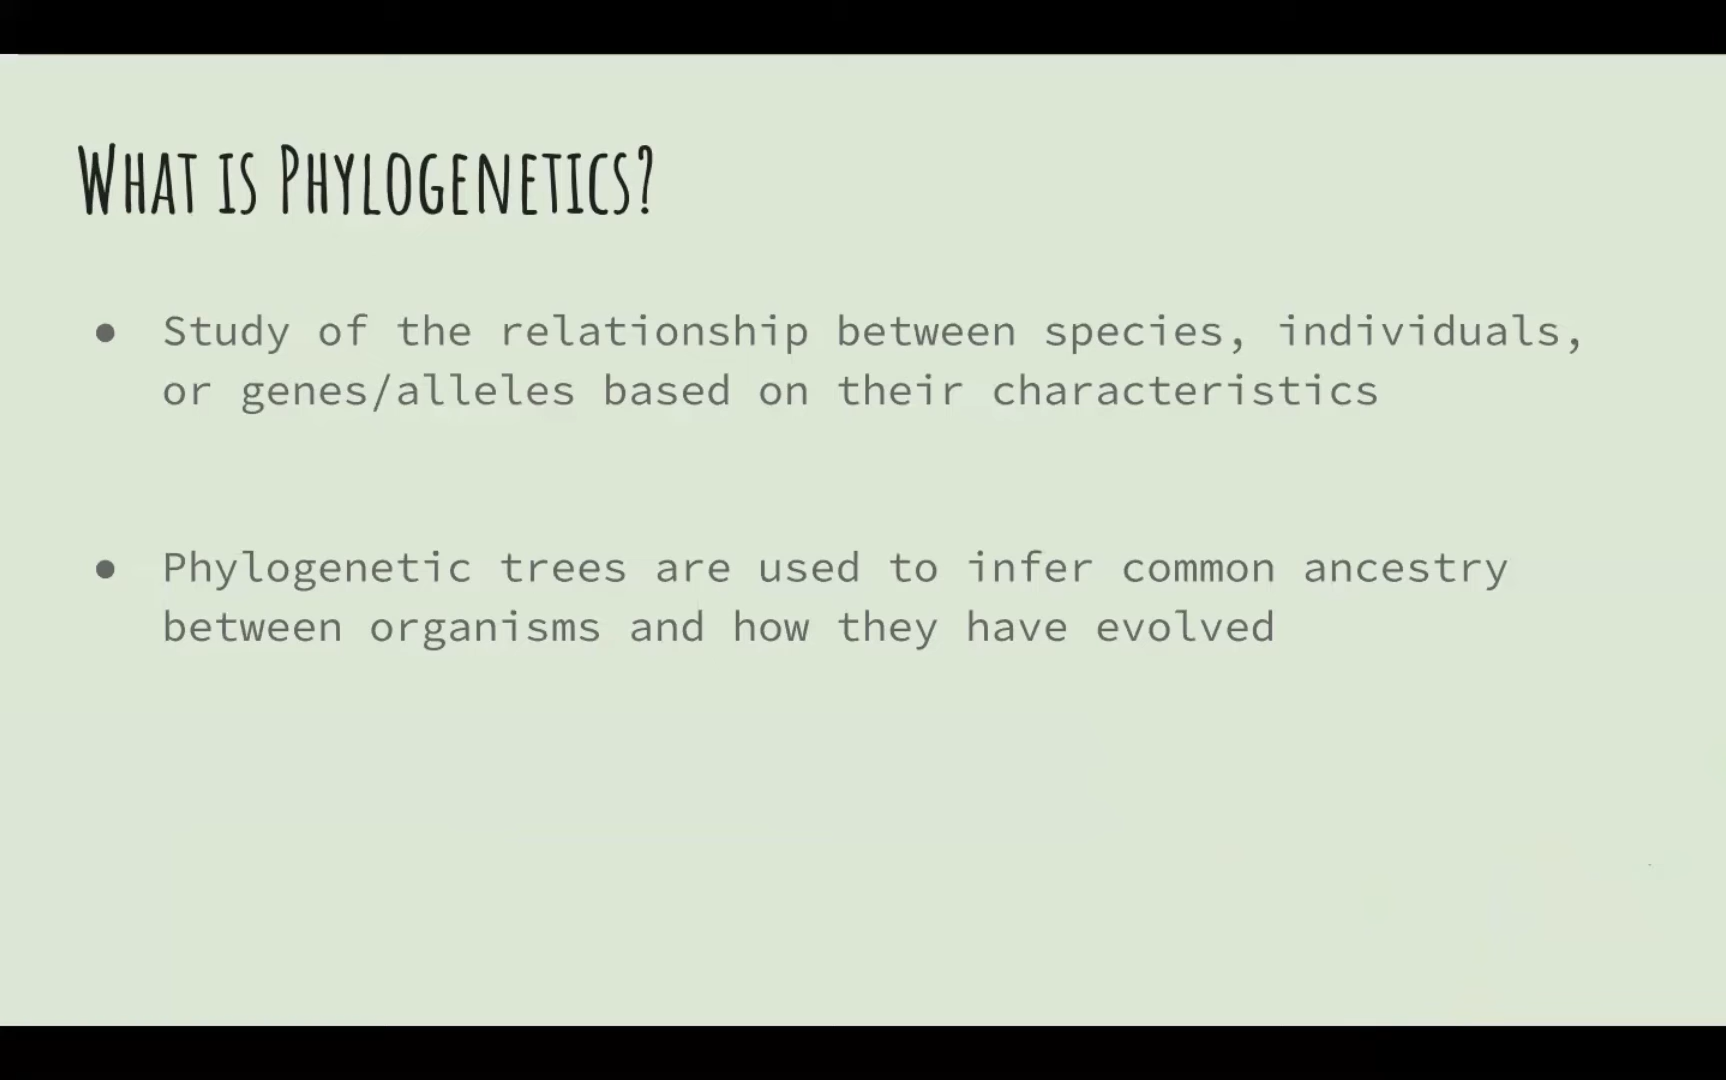 What is Phylogenetics?
● Study of the relationship between species, individuals,
or genes/alleles based on their characteristics
● Phylogenetic trees are used to infer common ancestry
between organisms and how they have evolved